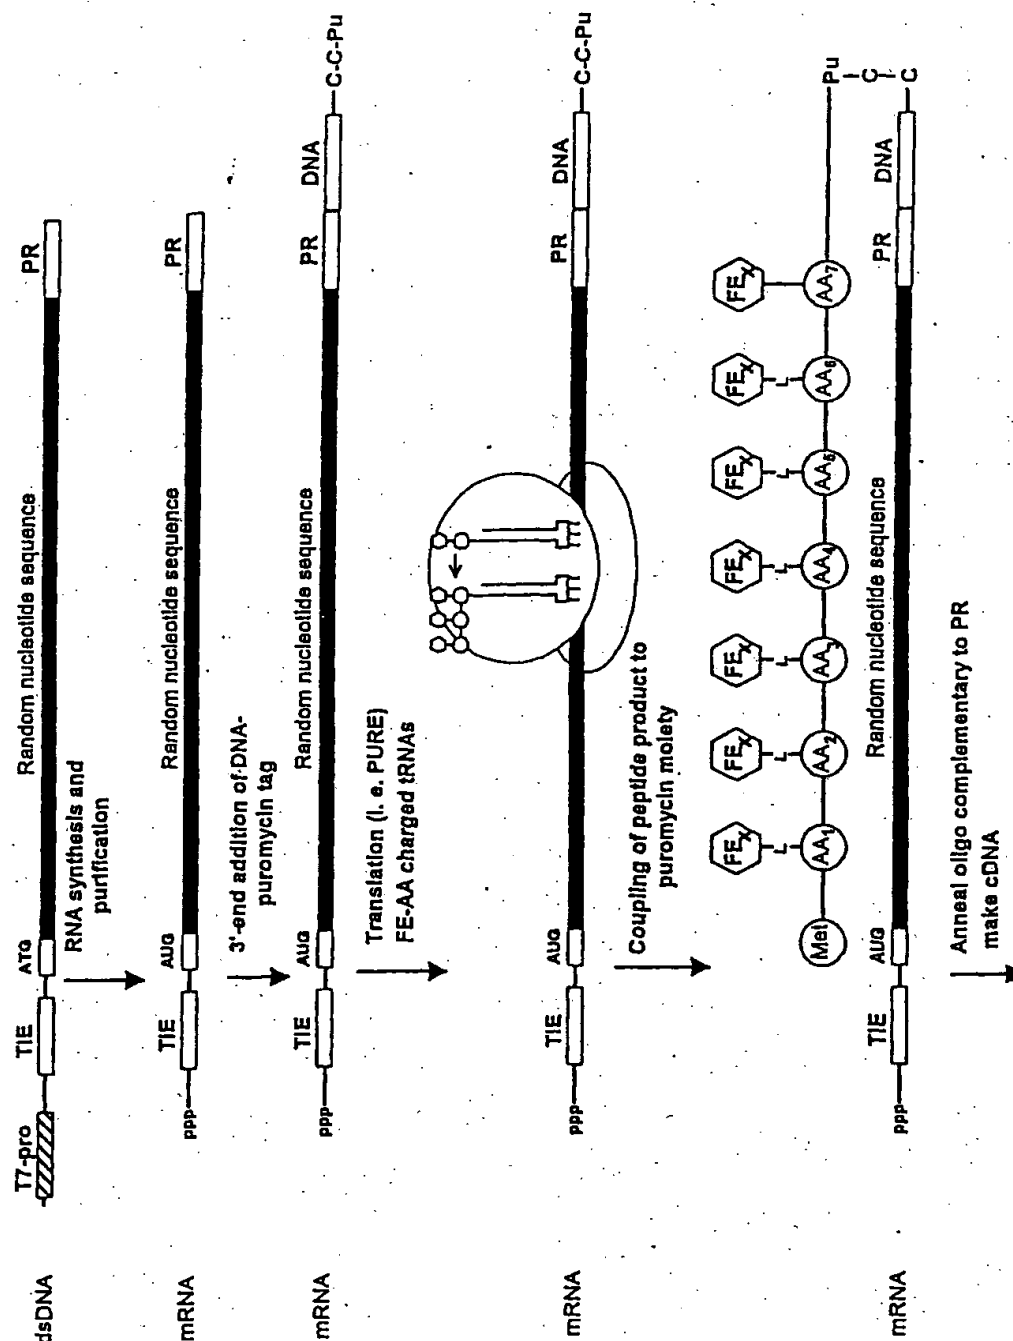 dsDNA T7-pro TIE ATG Random nucleotide sequence PR
RNA synthesis and
purification
mRNA ppp TIE AUG Random nucleotide sequence PR
3'-end addition of DNA-
puromycin tag
mRNA ppp TIE AUG Random nucleotide sequence PR DNA C-C-Pu
Translation (i. e. PURE)
FE-AA charged tRNAs
mRNA ppp TIE AUG PR DNA C-C-Pu
Coupling of peptide product to
puromycin moiety
FEx FEx FEx FEx FEx FEx FEx
L L L L L L
Met AA1 AA2 AA3 AA4 AA5 AA6 AA7 Pu
C
mRNA ppp TIE AUG Random nucleotide sequence PR DNA C
Anneal oligo complementary to PR
make cDNA